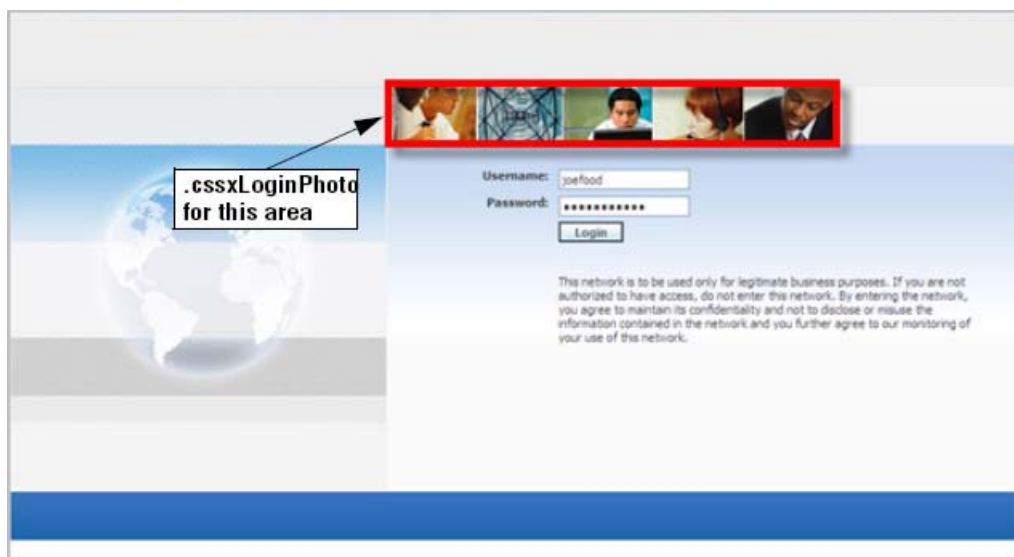 .cssxLoginPhoto
for this area
Username:
joefood
Password:
Login
This network is to be used only for legitimate business purposes. If you are not
authorized to have access, do not enter this network. By entering the network,
you agree to maintain its confidentiality and not to disclose or misuse the
information contained in the network and you further agree to our monitoring of
your use of this network.